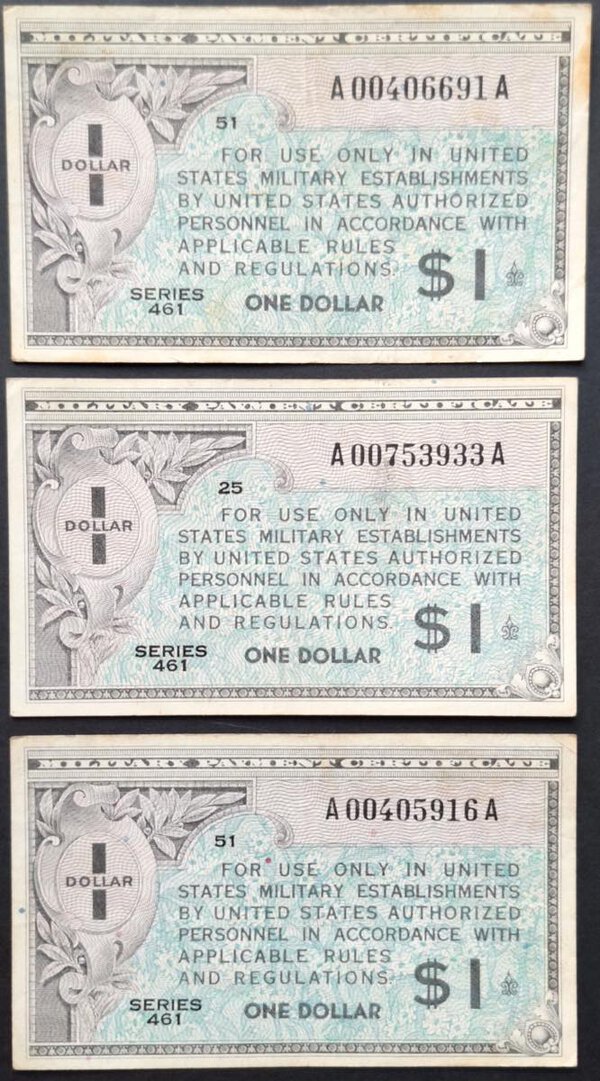 MILITARY PAYMENT CERTIFICATE
A00406691A
51
DOLLAR
FOR USE ONLY IN UNITED
STATES MILITARY ESTABLISHMENTS
BY UNITED STATES AUTHORIZED
PERSONNEL IN ACCORDANCE WITH
APPLICABLE RULES
AND REGULATIONS.
$1
SERIES
461
ONE DOLLAR
MILITARY PAYMENT CERTIFICATE
A00753933A
25
DOLLAR
FOR USE ONLY IN UNITED
STATES MILITARY ESTABLISHMENTS
BY UNITED STATES AUTHORIZED
PERSONNEL IN ACCORDANCE WITH
APPLICABLE RULES
AND REGULATIONS.
$1
SERIES
461
ONE DOLLAR
MILITARY PAYMENT CERTIFICATE
A00405916A
51
DOLLAR
FOR USE ONLY IN UNITED
STATES MILITARY ESTABLISHMENTS
BY UNITED STATES AUTHORIZED
PERSONNEL IN ACCORDANCE WITH
APPLICABLE RULES
AND REGULATIONS.
$1
SERIES
461
ONE DOLLAR